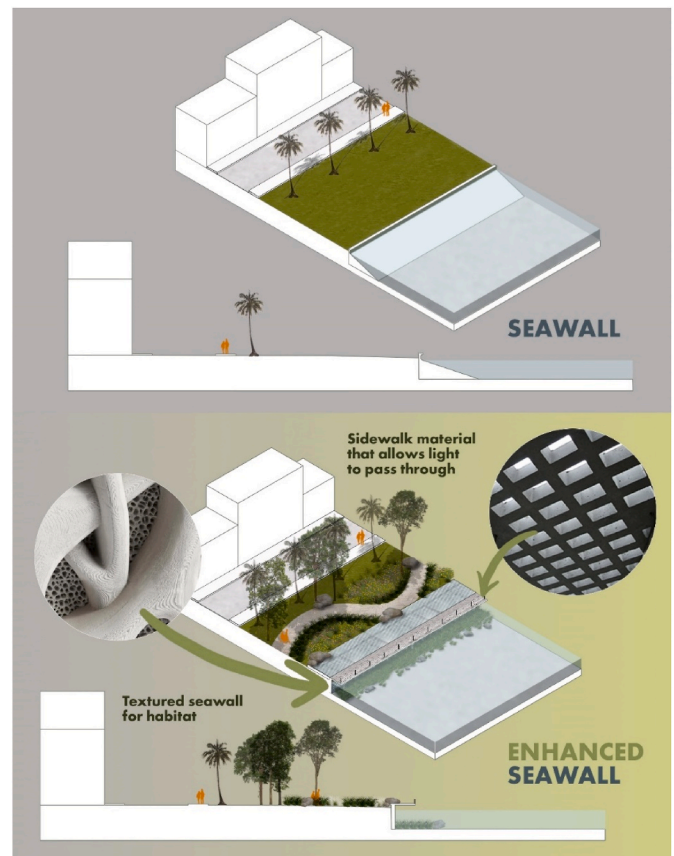 SEAWALL
Sidewalk material
that allows light
to pass through
Textured seawall
for habitat
ENHANCED
SEAWALL